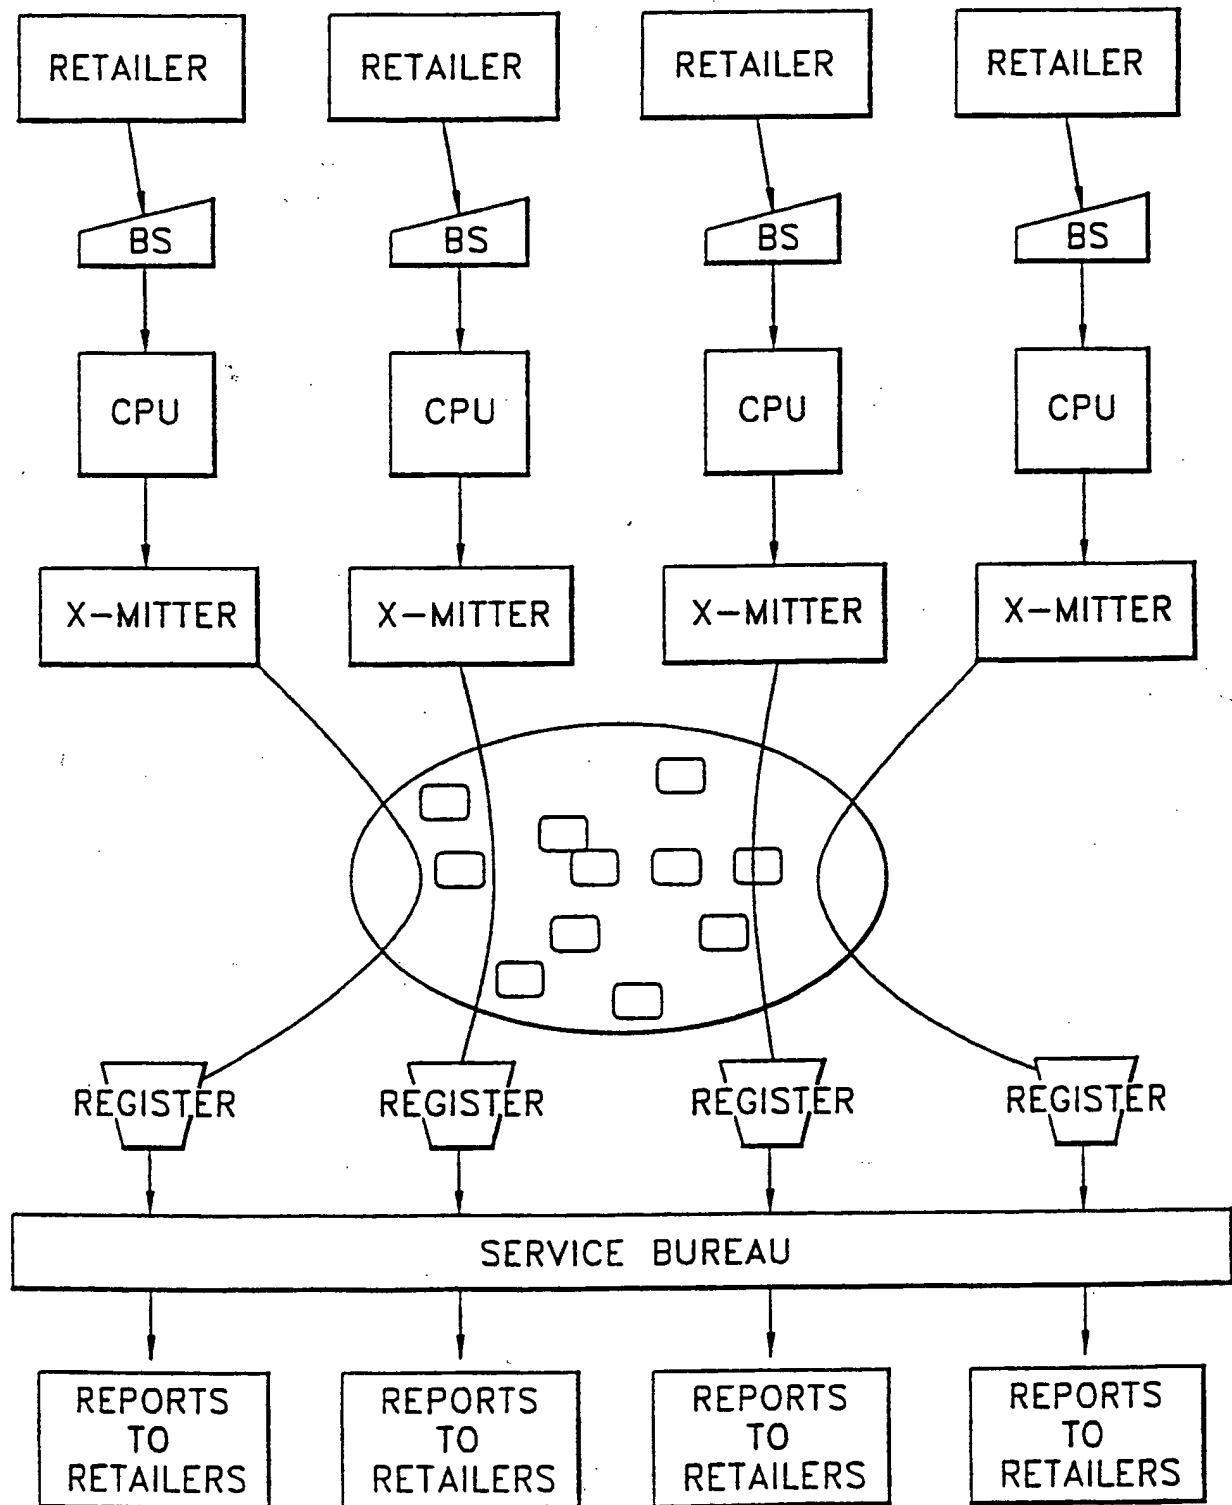 RETAILER RETAILER RETAILER RETAILER
BS BS BS BS
CPU CPU CPU CPU
X-MITTER X-MITTER X-MITTER X-MITTER
REGISTER REGISTER REGISTER REGISTER
SERVICE BUREAU
REPORTS TO RETAILERS
REPORTS TO RETAILERS
REPORTS TO RETAILERS
REPORTS TO RETAILERS